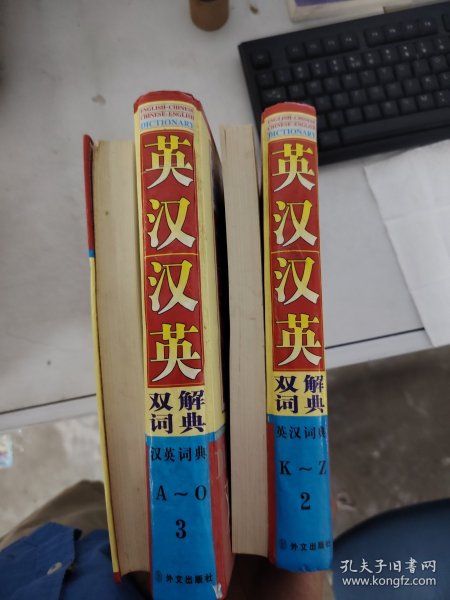 ENGLISH-CHINESE
CHINESE-ENGLISH
DICTIONARY
英汉汉英
双解
词典
汉英词典
A～O
3
外文出版社
ENGLISH-CHINESE
CHINESE-ENGLISH
DICTIONARY
英汉汉英
双解
词典
英汉词典
K～Z
2
外文出版社
孔夫子旧书网
www.kongfz.com